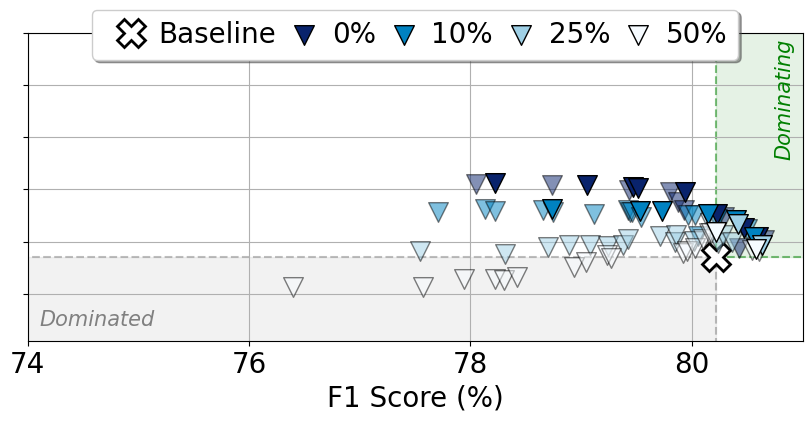 Baseline 0% 10% 25% 50%
Dominating
Dominated
74 76 78 80
F1 Score (%)